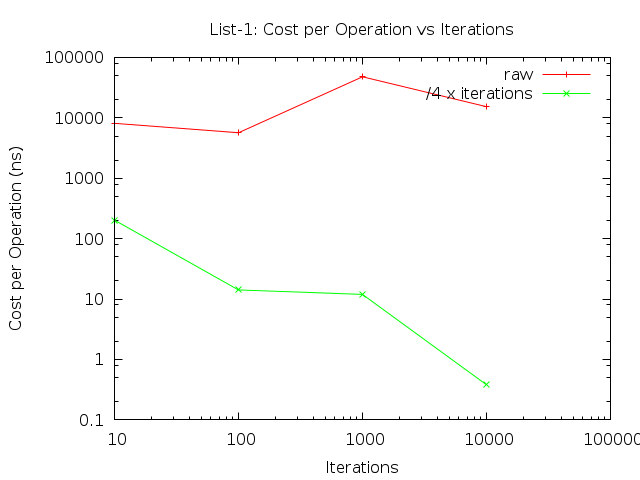 List-1: Cost per Operation vs Iterations
100000
raw
/4 x iterations
10000
1000
100
10
1
0.1
Cost per Operation (ns)
10 100 1000 10000 100000
Iterations